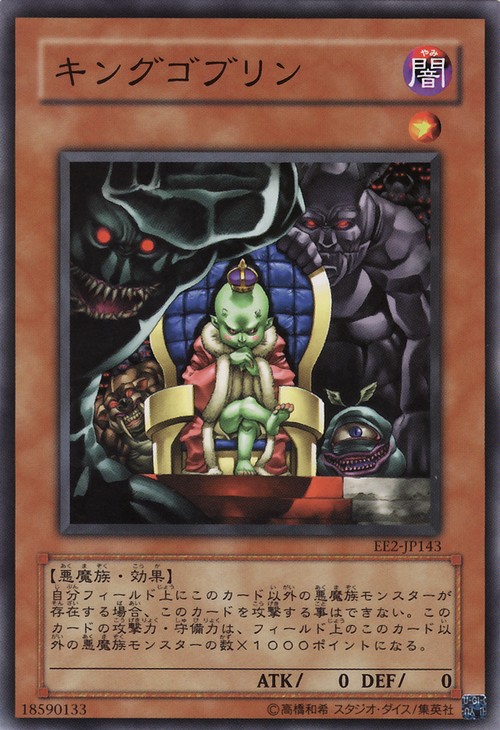 キングゴブリン
やみ
闇
EE2-JP143
【悪魔族・効果】
自分フィールド上にこのカード以外の悪魔族モンスターが
存在する場合、このカードを攻撃する事はできない。この
カードの攻撃力・守備力は、フィールド上のこのカード以
外の悪魔族モンスターの数×1000ポイントになる。
ATK/ 0 DEF/ 0
18590133 ©高橋和希 スタジオ・ダイス/集英社